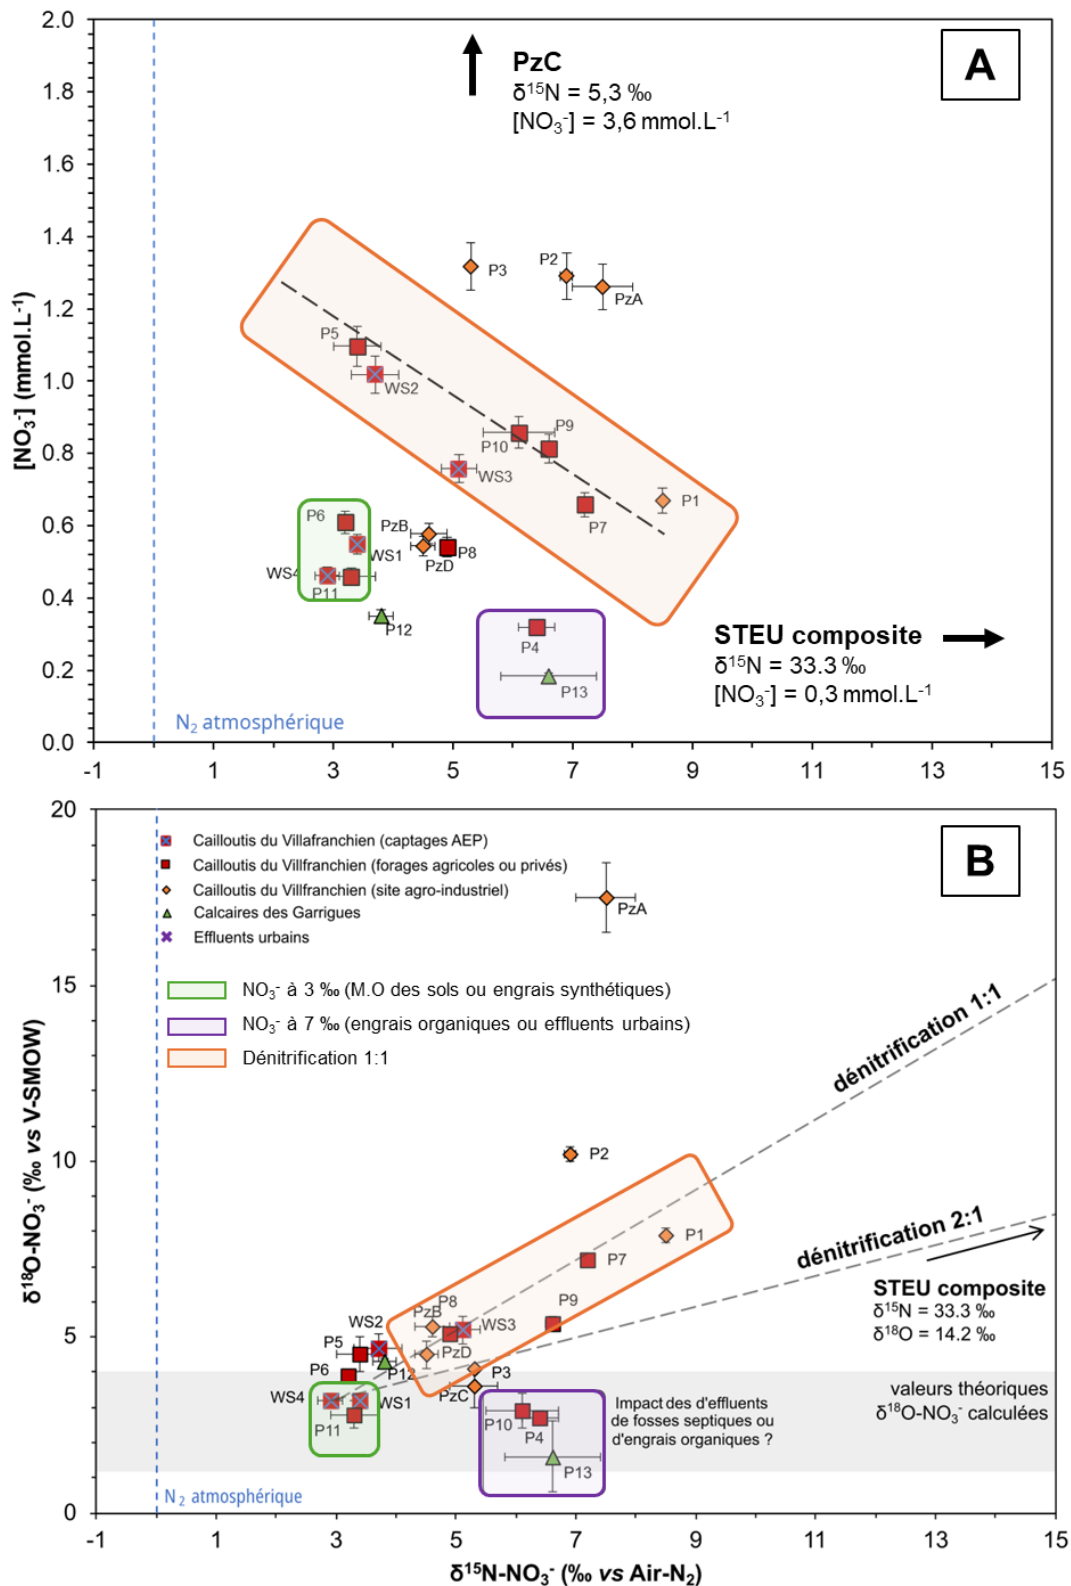 A
2.0
1.8
1.6
1.4
1.2
1.0
0.8
0.6
0.4
0.2
0.0
[NO₃⁻] (mmol.L⁻¹)
PzC
δ¹⁵N = 5,3 ‰
[NO₃⁻] = 3,6 mmol.L⁻¹
P3
P2
PzA
P5
WS2
P9
P10
WS3
P1
P7
P6
WS1
WS4
P11
PzB
PzD
P8
P12
P4
P13
STEU composite
δ¹⁵N = 33.3 ‰
[NO₃⁻] = 0,3 mmol.L⁻¹
N₂ atmosphérique
-1 1 3 5 7 9 11 13 15
B
20
15
10
5
0
δ¹⁸O-NO₃⁻ (‰ vs V-SMOW)
Cailloutis du Villafranchien (captages AEP)
Cailloutis du Villfranchien (forages agricoles ou privés)
Cailloutis du Villfranchien (site agro-industriel)
Calcaires des Garrigues
Effluents urbains
NO₃⁻ à 3 ‰ (M.O des sols ou engrais synthétiques)
NO₃⁻ à 7 ‰ (engrais organiques ou effluents urbains)
Dénitrification 1:1
PzA
dénitrification 1:1
P2
P1
P7
dénitrification 2:1
STEU composite
δ¹⁵N = 33.3 ‰
δ¹⁸O = 14.2 ‰
P8
PzB
P9
WS2
WS3
P5
PzD
P12
P6
P3
PzC
WS4
WS1
P11
P10
P4
P13
Impact des d'effluents
de fosses septiques ou
d'engrais organiques ?
valeurs théoriques
δ¹⁸O-NO₃⁻ calculées
N₂ atmosphérique
-1 1 3 5 7 9 11 13 15
δ¹⁵N-NO₃⁻ (‰ vs Air-N₂)